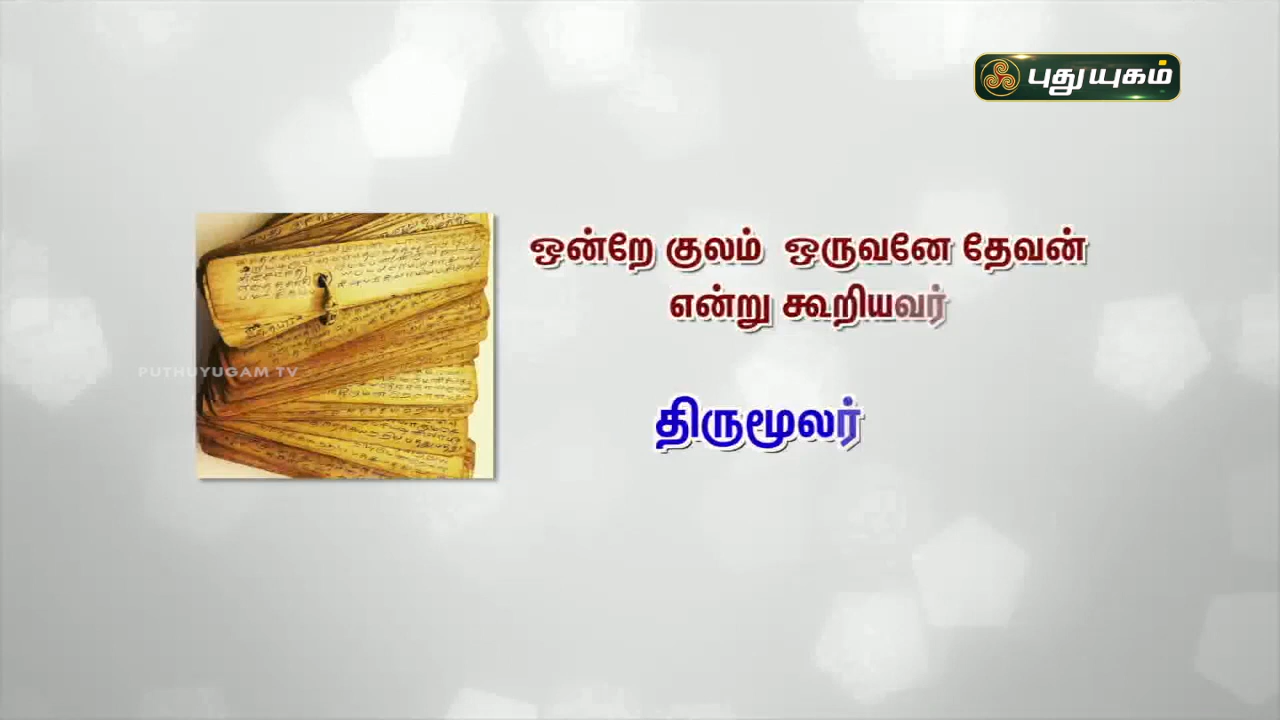 புதுயுகம்
ஒன்றே குலம் ஒருவனே தேவன்
என்று கூறியவர்
PUTHUYUGAM TV
திருமூலர்